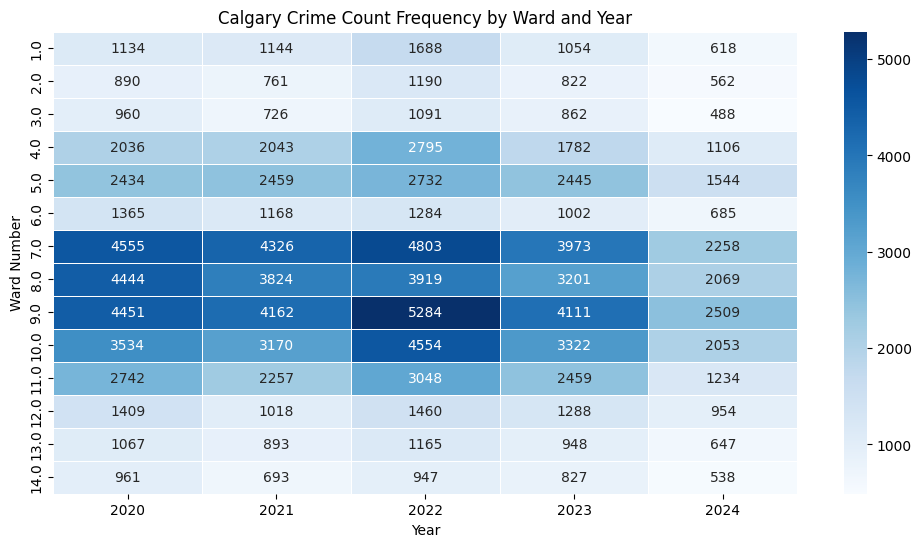 Calgary Crime Count Frequency by Ward and Year
Ward Number
1.0 1134 1144 1688 1054 618
2.0 890 761 1190 822 562
3.0 960 726 1091 862 488
4.0 2036 2043 2795 1782 1106
5.0 2434 2459 2732 2445 1544
6.0 1365 1168 1284 1002 685
7.0 4555 4326 4803 3973 2258
8.0 4444 3824 3919 3201 2069
9.0 4451 4162 5284 4111 2509
10.0 3534 3170 4554 3322 2053
11.0 2742 2257 3048 2459 1234
12.0 1409 1018 1460 1288 954
13.0 1067 893 1165 948 647
14.0 961 693 947 827 538
2020 2021 2022 2023 2024
Year
5000
4000
3000
2000
1000